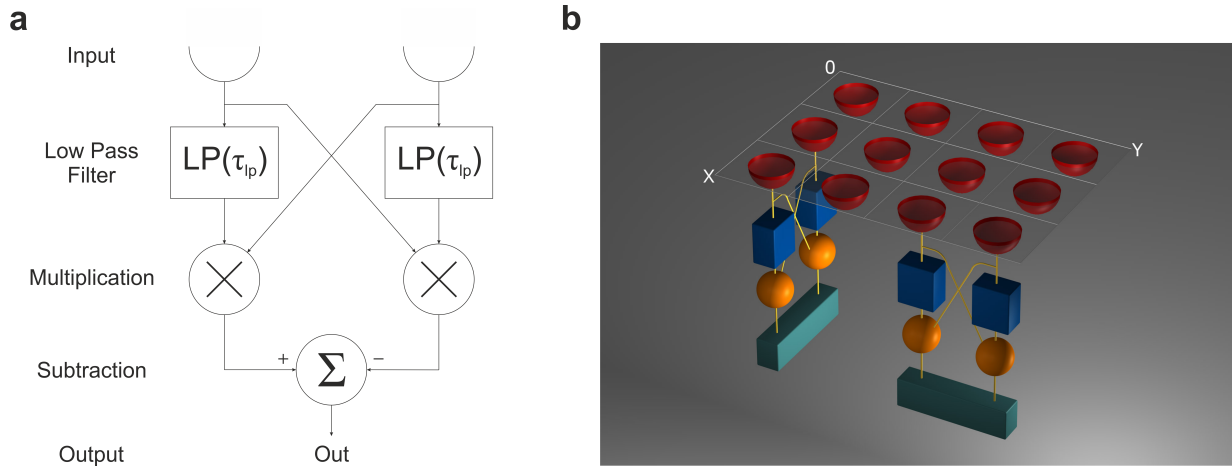 a
b
Input
Low Pass
Filter
LP(τlp)
LP(τlp)
Multiplication
Subtraction
+
Σ
−
Output
Out
0
X
Y